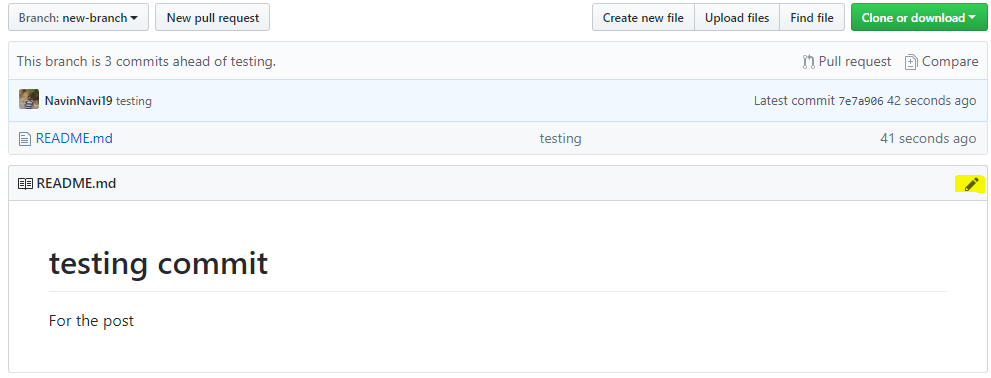 Branch: new-branch New pull request Create new file Upload files Find file Clone or download
This branch is 3 commits ahead of testing. Pull request Compare
NavinNavi19 testing Latest commit 7e7a906 42 seconds ago
README.md testing 41 seconds ago
README.md
testing commit
For the post